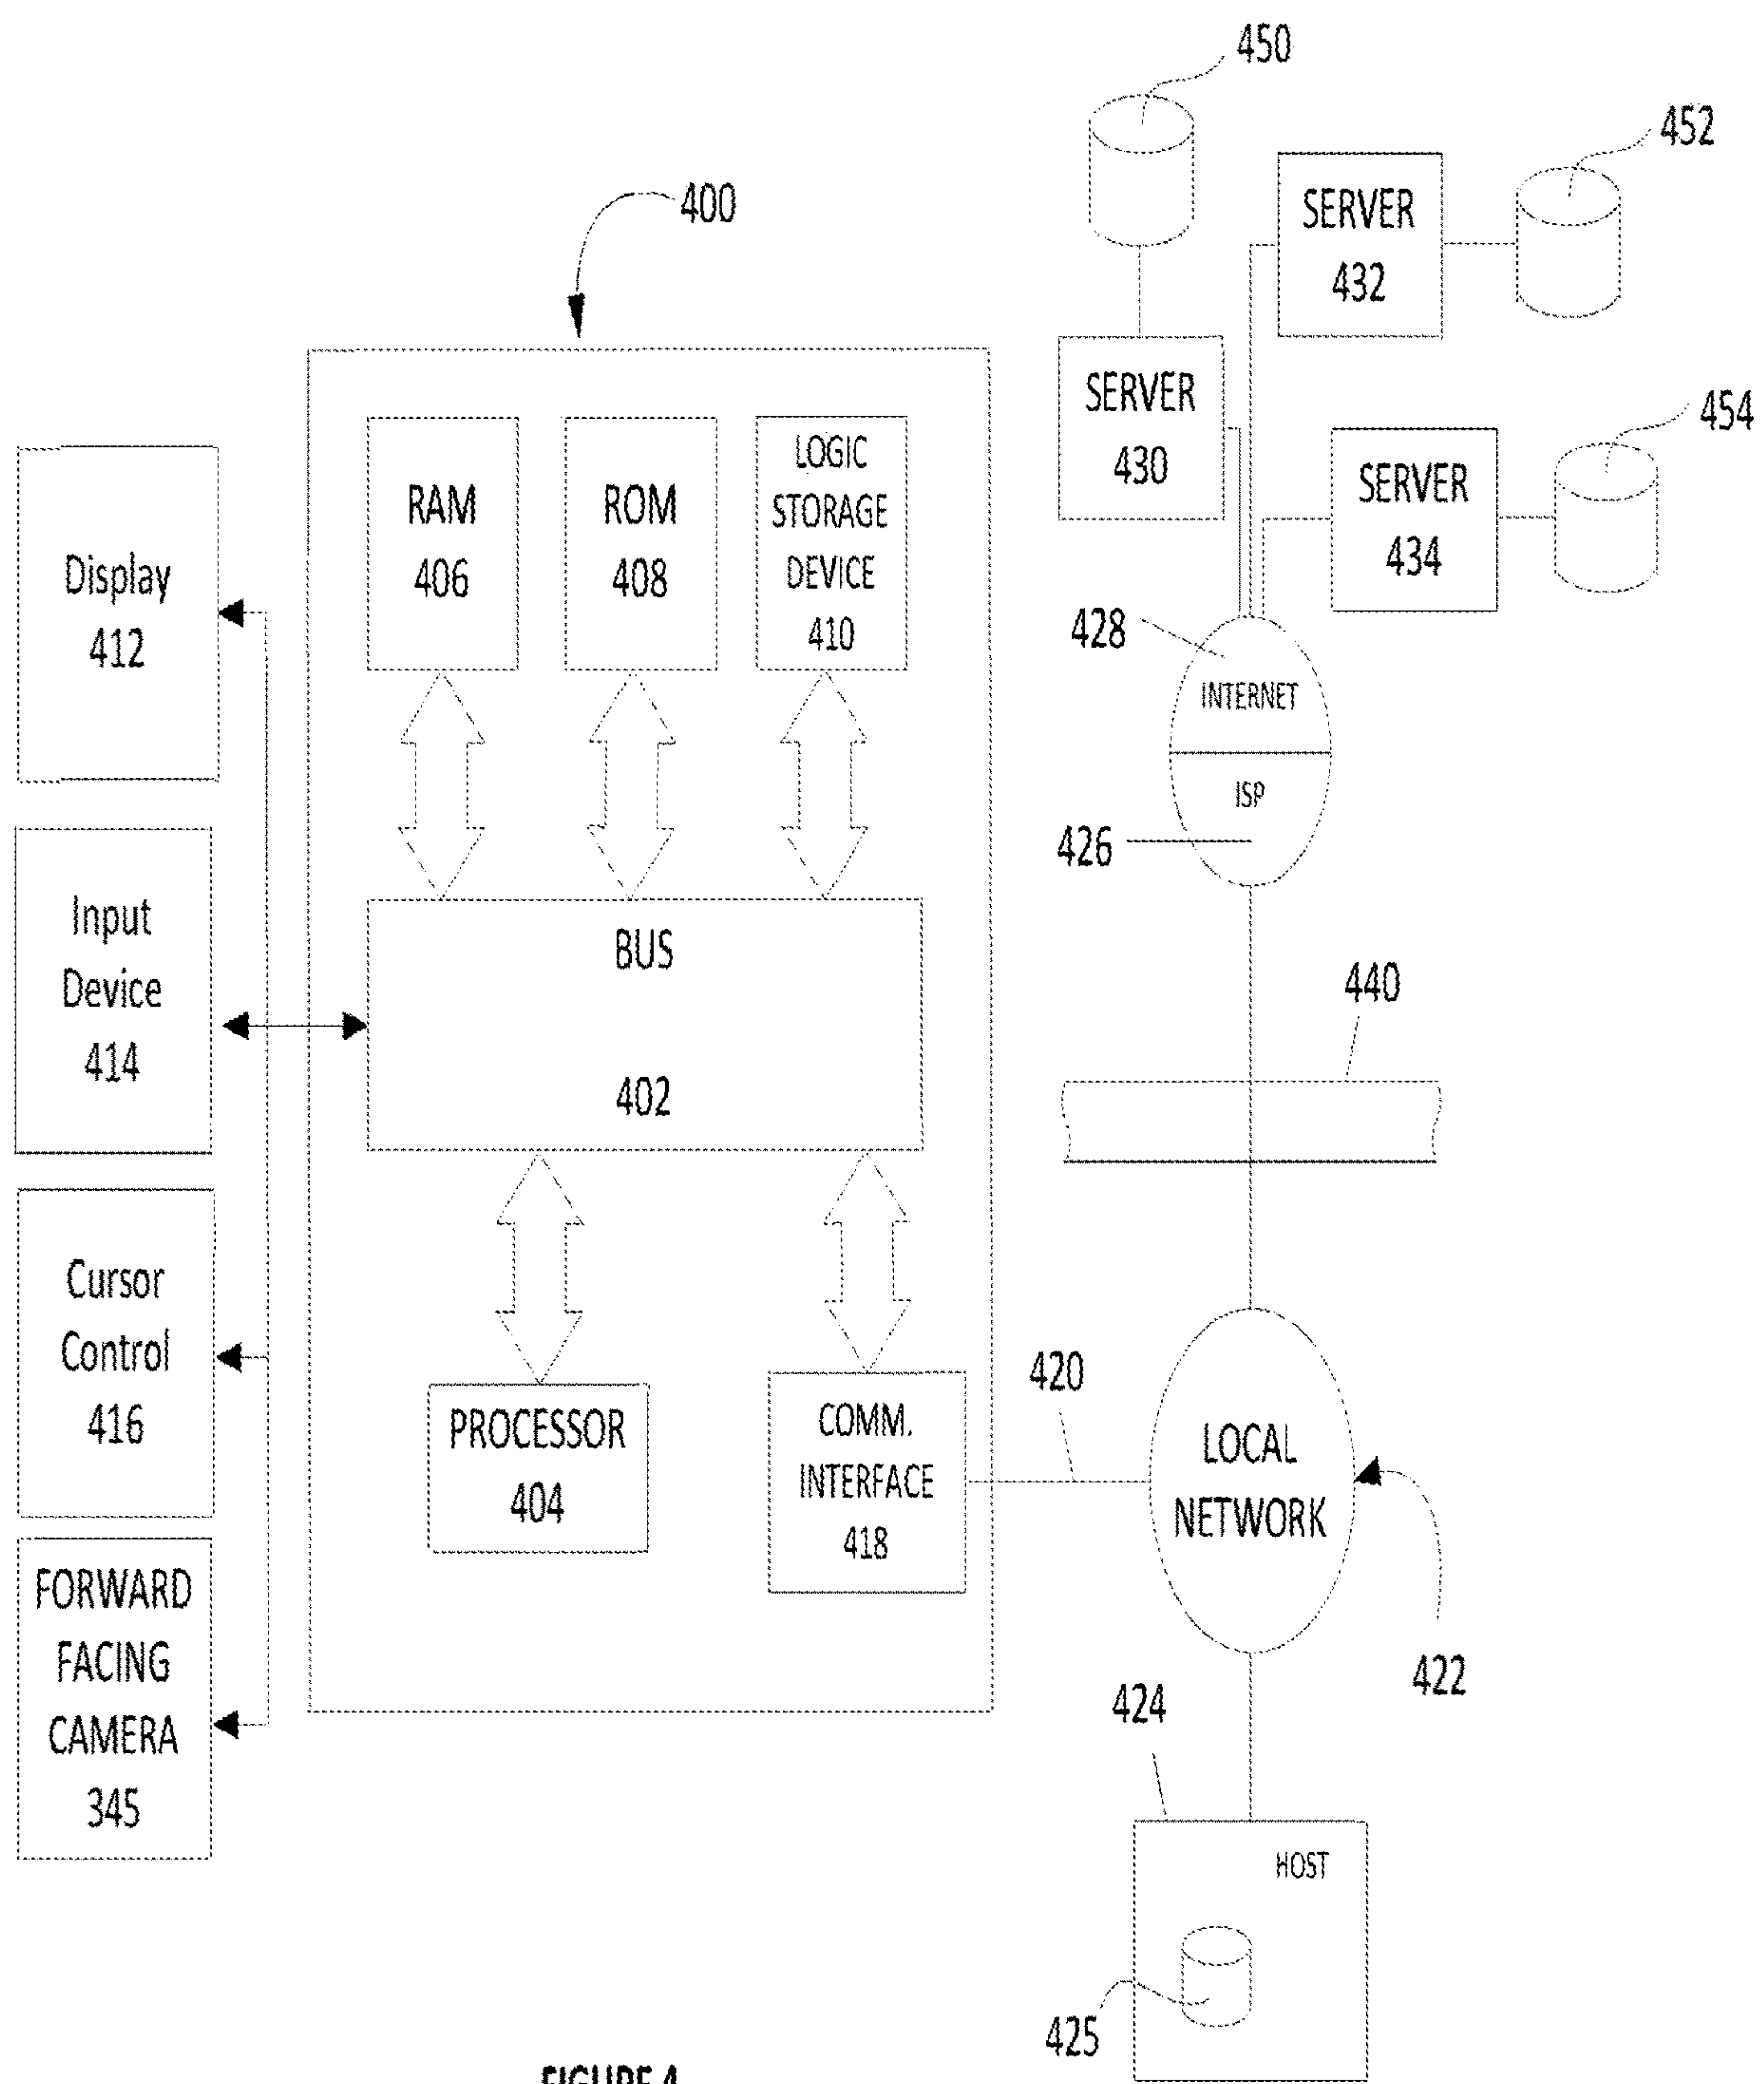 450
452
400
SERVER
432
SERVER
430
454
SERVER
434
RAM
406
ROM
408
LOGIC
STORAGE
DEVICE
410
Display
412
428
INTERNET
ISP
426
Input
Device
414
BUS
402
440
Cursor
Control
416
PROCESSOR
404
COMM.
INTERFACE
418
420
LOCAL
NETWORK
422
FORWARD
FACING
CAMERA
345
424
HOST
425
FIGURE 4